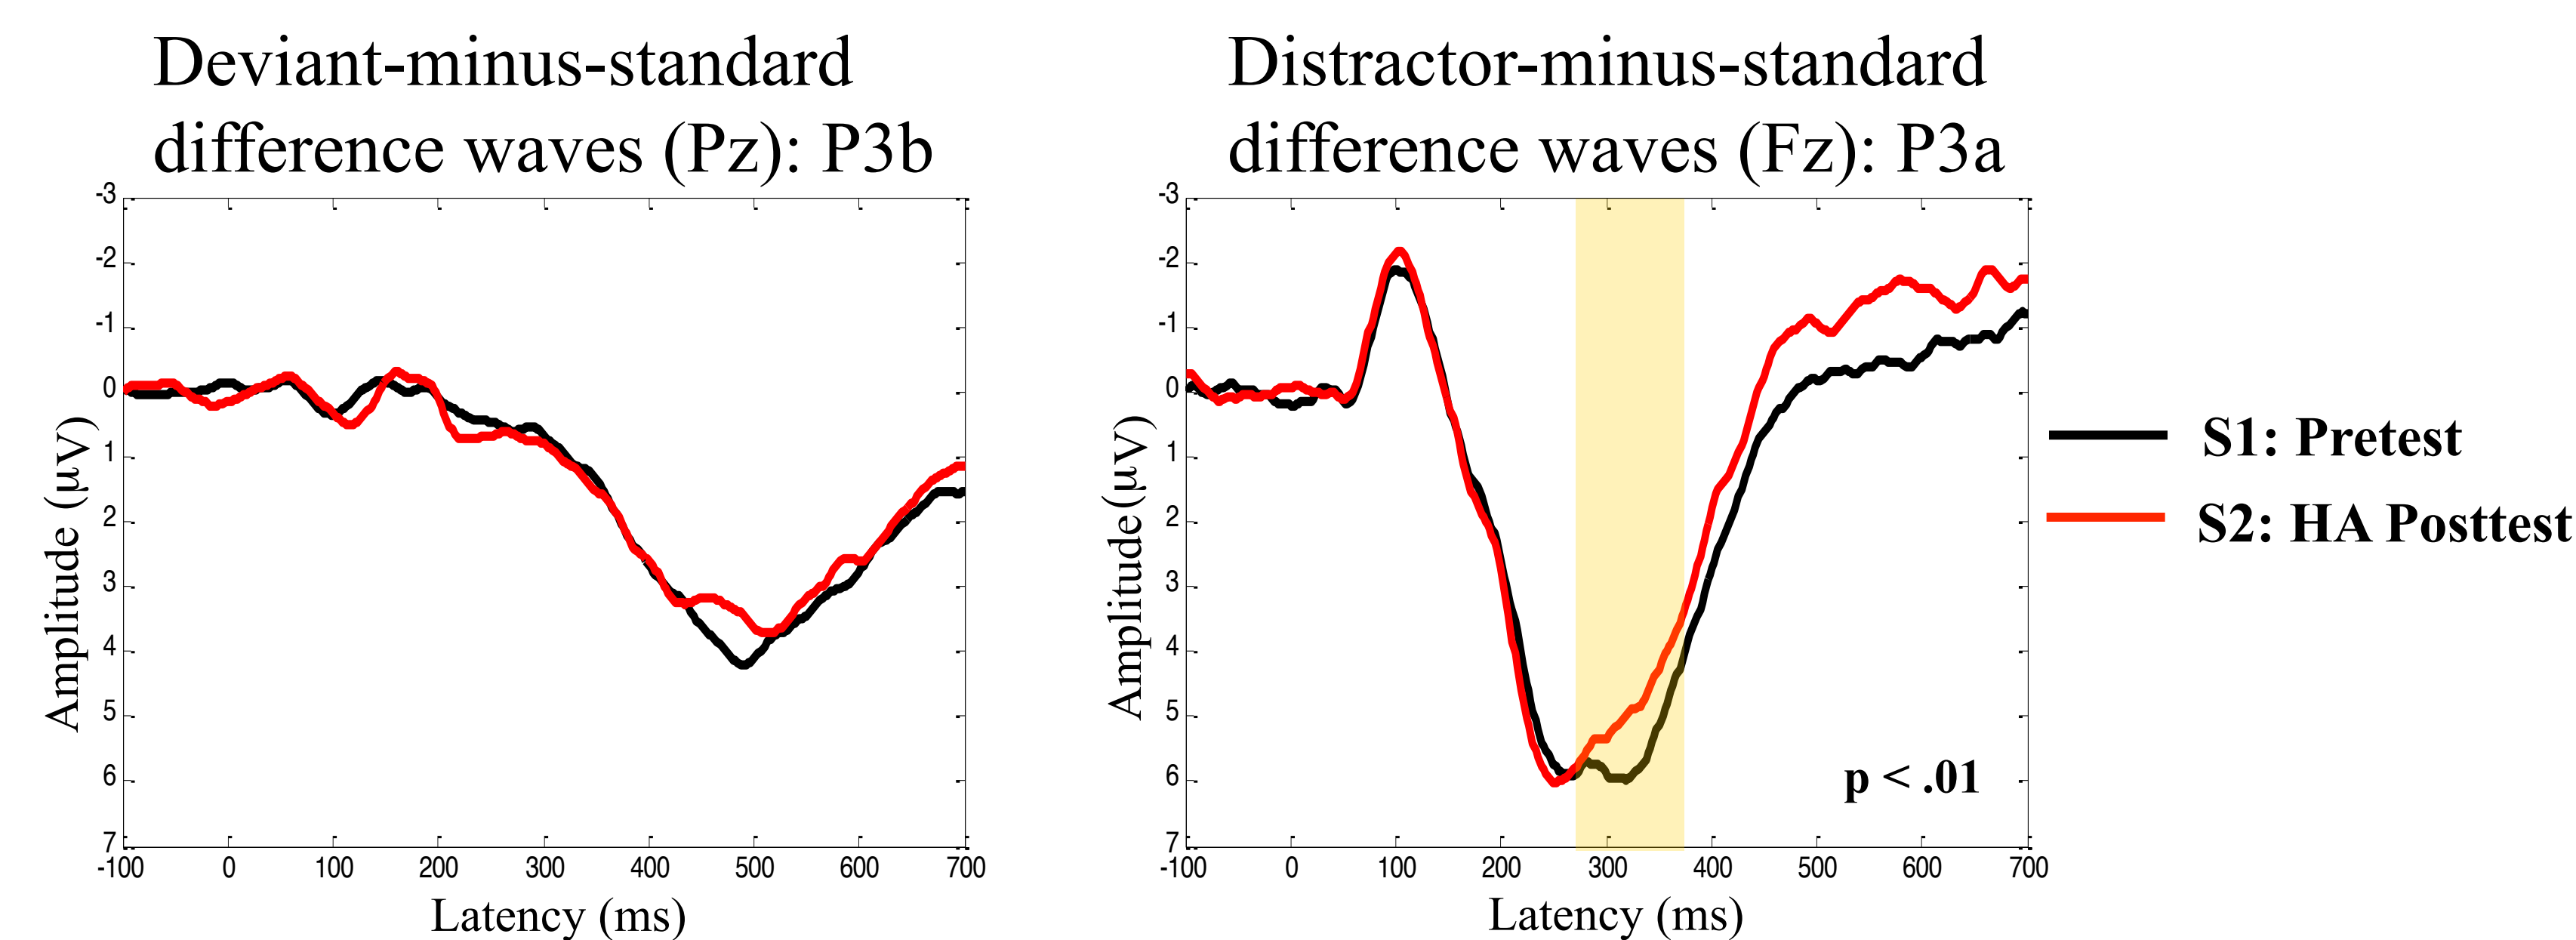 Deviant-minus-standard
difference waves (Pz): P3b
-3
-2
-1
0
1
2
3
4
5
6
7
Amplitude (μV)
-100 0 100 200 300 400 500 600 700
Latency (ms)
Distractor-minus-standard
difference waves (Fz): P3a
-3
-2
-1
0
1
2
3
4
5
6
7
Amplitude(μV)
p < .01
-100 0 100 200 300 400 500 600 700
Latency (ms)
S1: Pretest
S2: HA Posttest